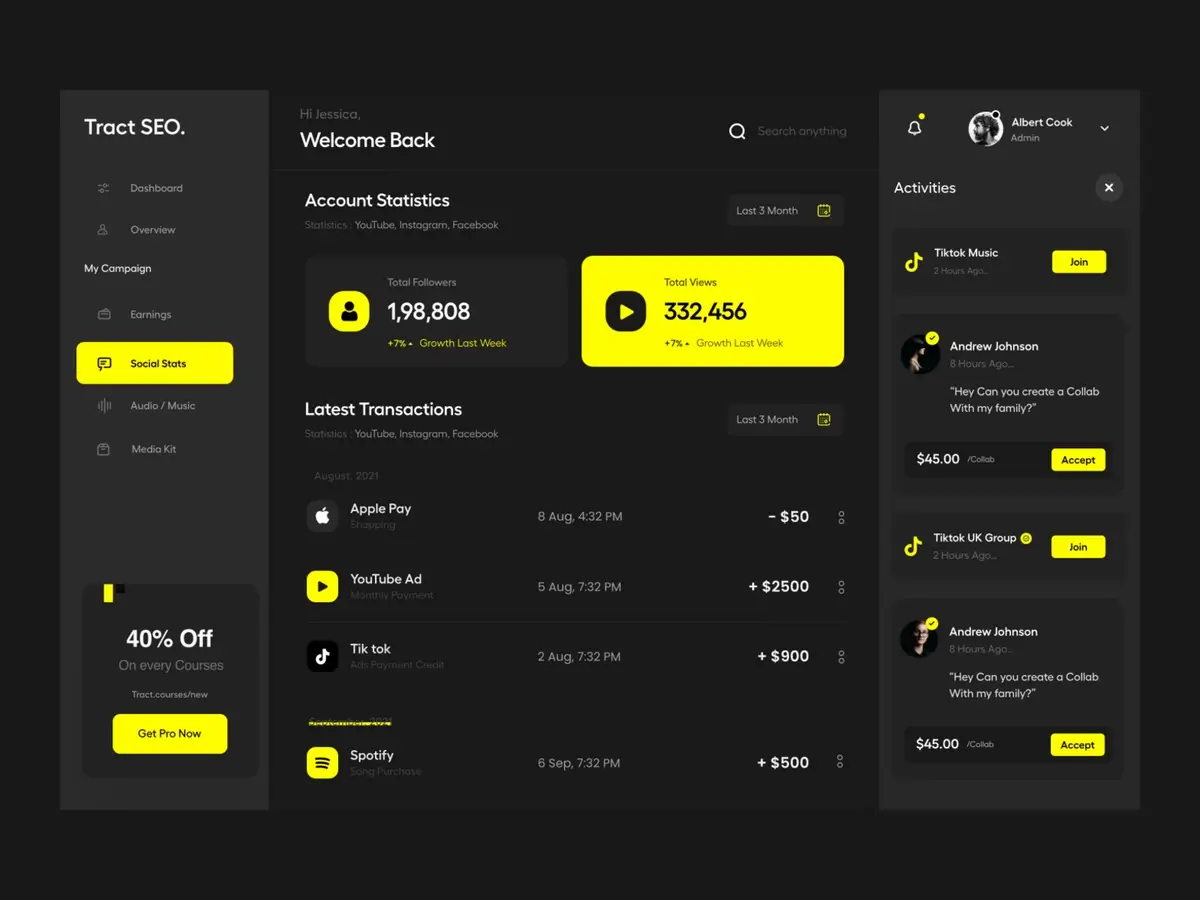 Tract SEO.
Dashboard
Overview
My Campaign
Earnings
Social Stats
Audio / Music
Media Kit
40% Off
On every Courses
Tract.courses/new
Get Pro Now
Hi Jessica,
Welcome Back
Search anything
Account Statistics
Statistics : YouTube, Instagram, Facebook
Last 3 Month
Total Followers
1,98,808
+7% Growth Last Week
Total Views
332,456
+7% Growth Last Week
Latest Transactions
Statistics : YouTube, Instagram, Facebook
Last 3 Month
August, 2021
Apple Pay
Shopping
8 Aug, 4:32 PM
- $50
YouTube Ad
Monthly Payment
5 Aug, 7:32 PM
+ $2500
Tik tok
Ads Payment Credit
2 Aug, 7:32 PM
+ $900
September, 2021
Spotify
Song Purchase
6 Sep, 7:32 PM
+ $500
Albert Cook
Admin
Activities
Tiktok Music
2 Hours Ago...
Join
Andrew Johnson
8 Hours Ago...
"Hey Can you create a Collab
With my family?"
$45.00 /Collab
Accept
Tiktok UK Group
2 Hours Ago...
Join
Andrew Johnson
8 Hours Ago...
"Hey Can you create a Collab
With my family?"
$45.00 /Collab
Accept